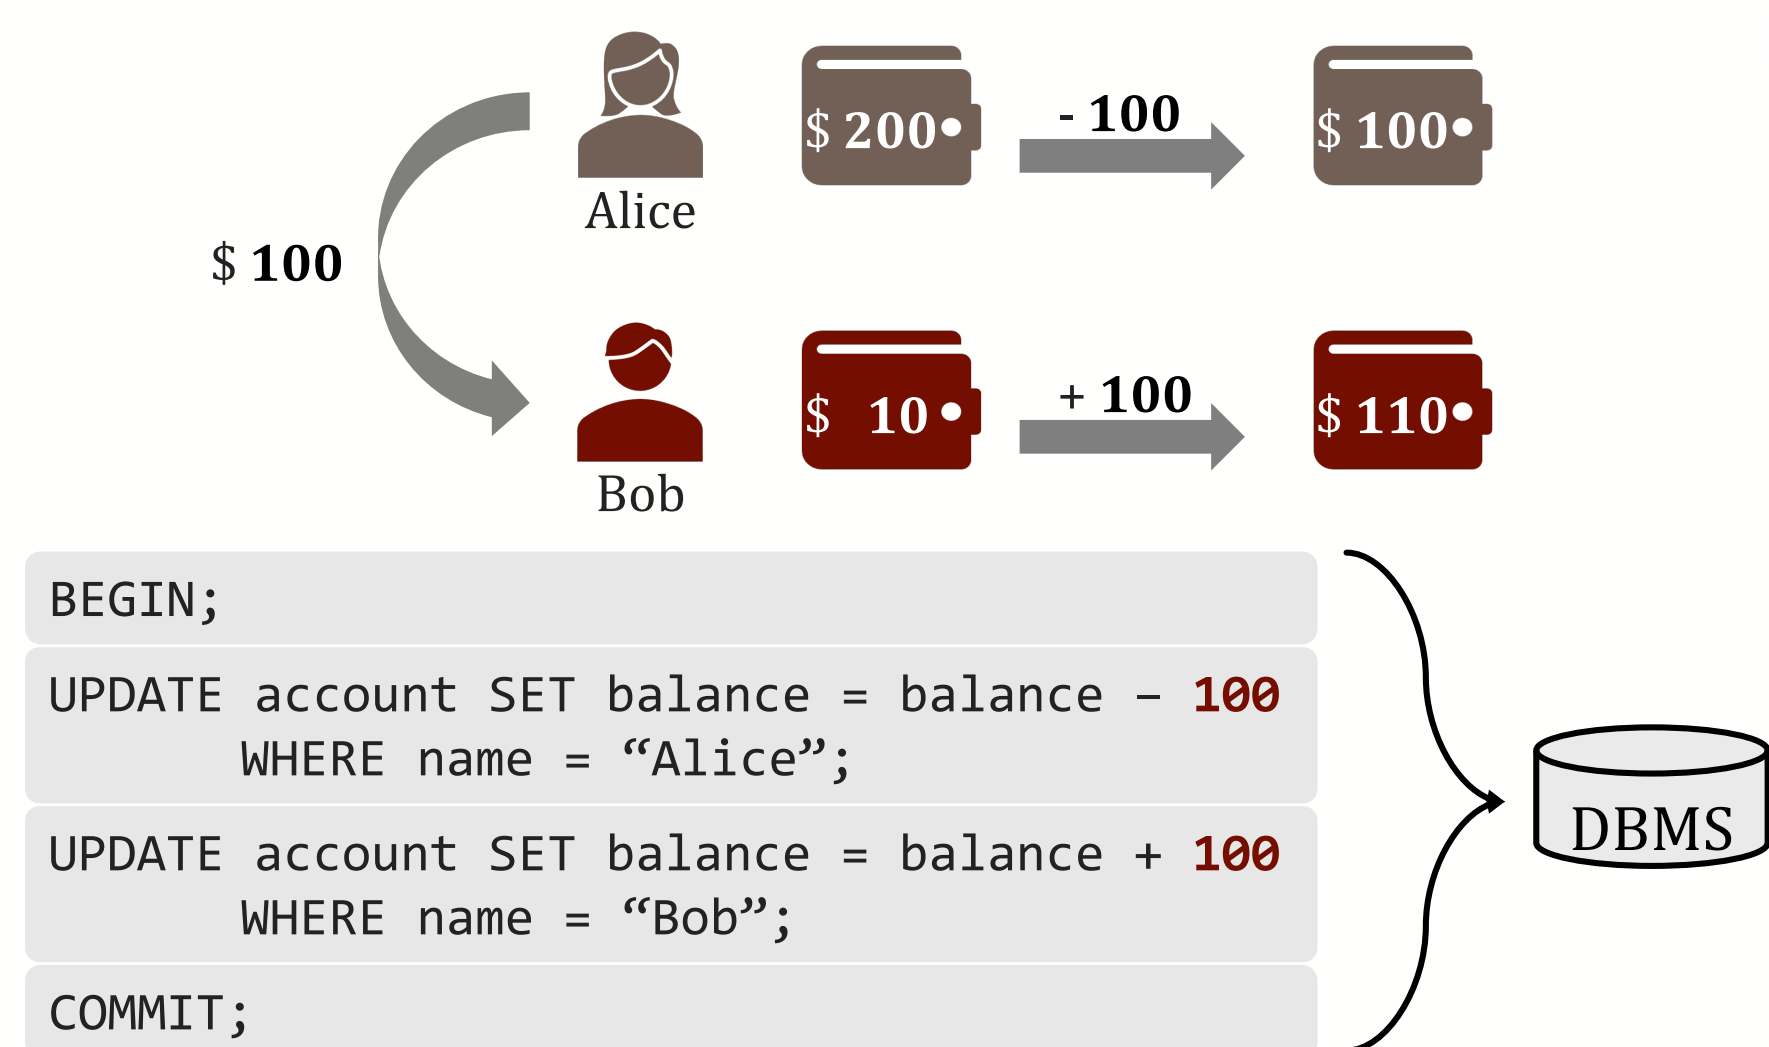 $ 200
- 100
$ 100
Alice
$ 100
$ 10
+ 100
$ 110
Bob
BEGIN;
UPDATE account SET balance = balance – 100
WHERE name = “Alice”;
UPDATE account SET balance = balance + 100
WHERE name = “Bob”;
COMMIT;
DBMS